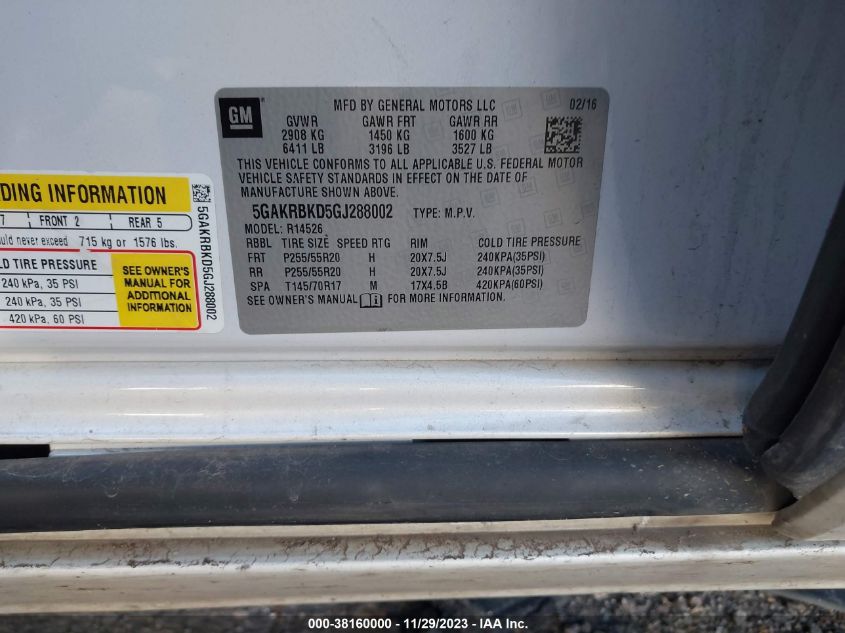 GM
MFD BY GENERAL MOTORS LLC 02/16
GVWR GAWR FRT GAWR RR
2908 KG 1450 KG 1600 KG
6411 LB 3196 LB 3527 LB
THIS VEHICLE CONFORMS TO ALL APPLICABLE U.S. FEDERAL MOTOR
VEHICLE SAFETY STANDARDS IN EFFECT ON THE DATE OF
MANUFACTURE SHOWN ABOVE.
5GAKRBKD5GJ288002 TYPE: M.P.V.
MODEL: R14526
RBBL TIRE SIZE SPEED RTG RIM COLD TIRE PRESSURE
FRT P255/55R20 H 20X7.5J 240KPA(35PSI)
RR P255/55R20 H 20X7.5J 240KPA(35PSI)
SPA T145/70R17 M 17X4.5B 420KPA(60PSI)
SEE OWNER'S MANUAL FOR MORE INFORMATION.
DING INFORMATION
7 FRONT 2 REAR 5
ould never exceed 715 kg or 1576 lbs.
LD TIRE PRESSURE
240 kPa, 35 PSI
240 kPa, 35 PSI
420 kPa, 60 PSI
SEE OWNER'S
MANUAL FOR
ADDITIONAL
INFORMATION
5GAKRBKD5GJ288002
000-38160000 - 11/29/2023 - IAA Inc.